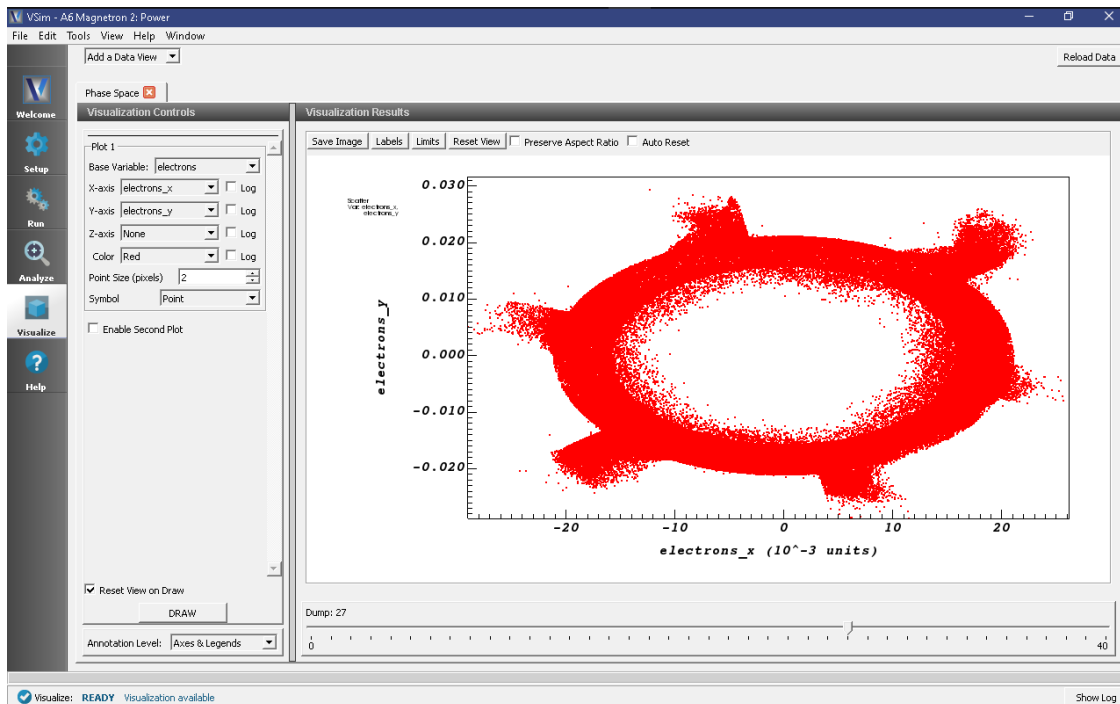 VSim - A6 Magnetron 2: Power
File Edit Tools View Help Window
Add a Data View
Reload Data
Phase Space
Welcome
Setup
Run
Analyze
Visualize
Help
Visualization Controls
Plot 1
Base Variable: electrons
X-axis electrons_x Log
Y-axis electrons_y Log
Z-axis None Log
Color Red Log
Point Size (pixels) 2
Symbol Point
Enable Second Plot
Reset View on Draw
DRAW
Annotation Level: Axes & Legends
Visualization Results
Save Image Labels Limits Reset View Preserve Aspect Ratio Auto Reset
Scatter
Var: electrons_x,
electrons_y
0.030
0.020
0.010
0.000
-0.010
-0.020
electrons_y
-20 -10 0 10 20
electrons_x (10^-3 units)
Dump: 27
0 40
Visualize: READY Visualization available
Show Log